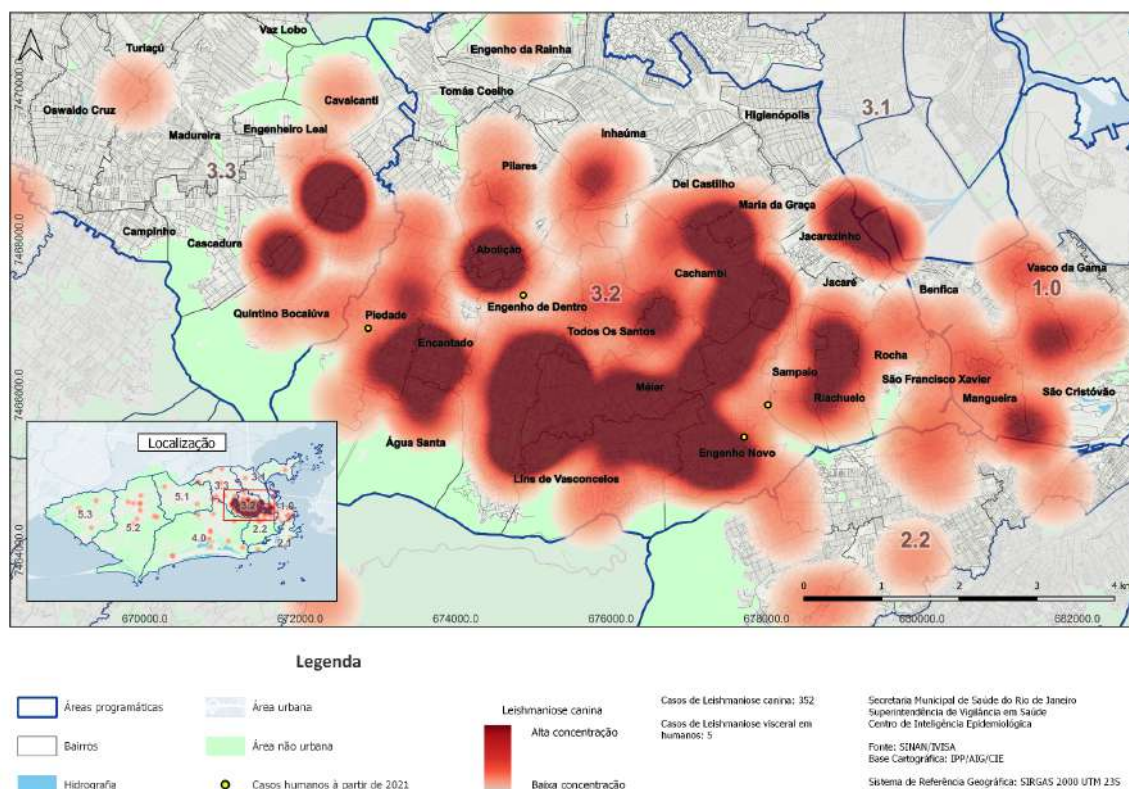 Vaz Lobo
Turiaçú
Engenho da Rainha
Tomás Coelho
Cavalcanti
Oswaldo Cruz
Madureira
Engenheiro Leal
Higienópolis
3.1
Inhaúma
3.3
Pilares
Del Castilho
Maria da Graça
Campinho
Cascadura
Abolição
Jacarezinho
Cachambi
Vasco da Gama
Jacaré
Benfica
1.0
3.2
Quintino Bocaiúva
Piedade
Engenho de Dentro
Todos Os Santos
Encantado
Rocha
Sampaio
São Francisco Xavier
Méier
Riachuelo
Mangueira
São Cristóvão
Água Santa
Engenho Novo
Lins de Vasconcelos
2.2
7470000.0
7468000.0
7466000.0
7464000.0
Localização
3.1
3.3
5.1
3.2
1.0
5.3
5.2
2.2
4.0
2.1
0 1 2 3 4 km
670000.0 672000.0 674000.0 676000.0 678000.0 680000.0 682000.0
Legenda
Áreas programáticas
Bairros
Hidrografia
Área urbana
Área não urbana
Casos humanos à partir de 2021
Leishmaniose canina
Alta concentração
Baixa concentração
Casos de Leishmaniose canina: 352
Casos de Leishmaniose visceral em
humanos: 5
Secretaria Municipal de Saúde do Rio de Janeiro
Superintendência de Vigilância em Saúde
Centro de Inteligência Epidemiológica
Fonte: SINAN/IVISA
Base Cartográfica: IPP/AIG/CIE
Sistema de Referência Geográfica: SIRGAS 2000 UTM 23S